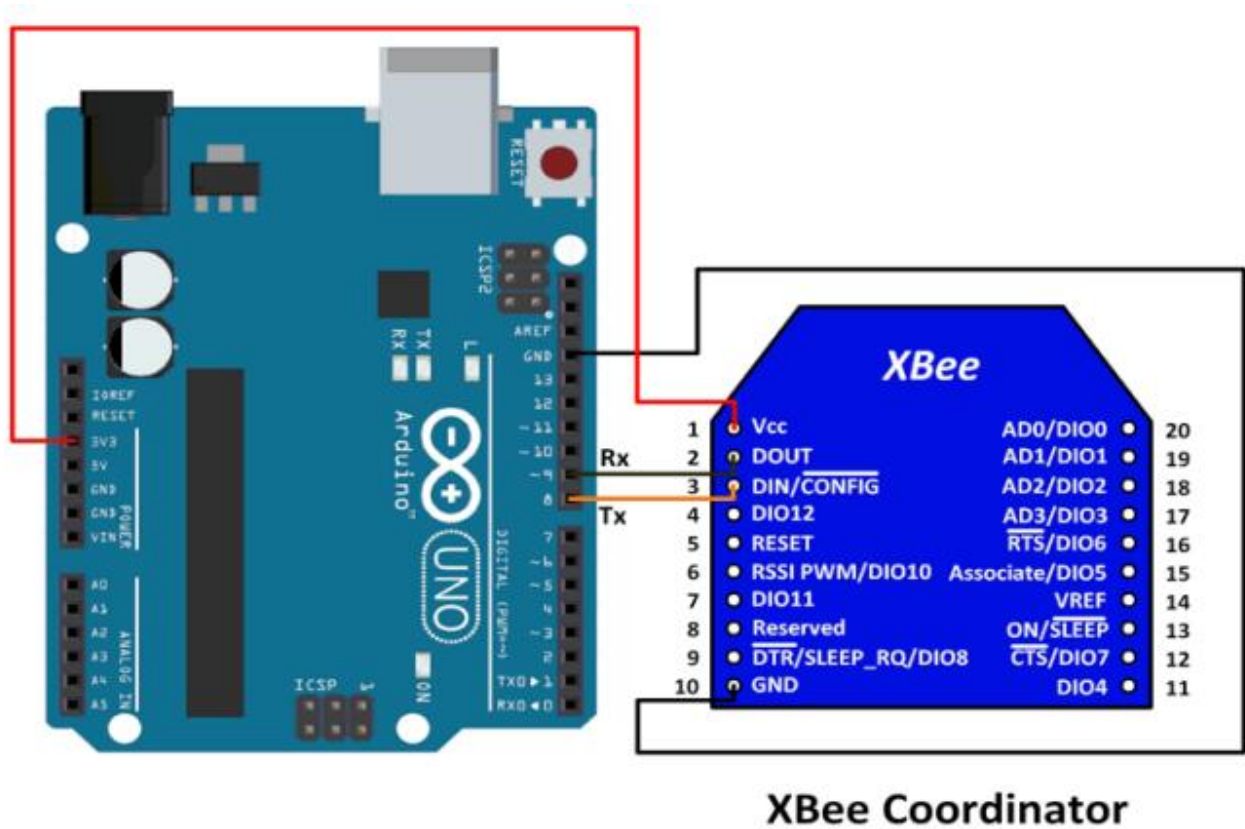 RESET
ICSP2
AREF
GND
13
12
~11
~10
~9
8
7
~6
~5
4
~3
2
TX0►1
RX0◄0
DIGITAL (PWM=~)
RX
TX
L
Arduino™
UNO
ON
ICSP
1
IOREF
RESET
3V3
5V
GND
GND
VIN
POWER
A0
A1
A2
A3
A4
A5
ANALOG IN
Rx
Tx
XBee
1 Vcc AD0/DIO0 20
2 DOUT AD1/DIO1 19
3 DIN/CONFIG AD2/DIO2 18
4 DIO12 AD3/DIO3 17
5 RESET RTS/DIO6 16
6 RSSI PWM/DIO10 Associate/DIO5 15
7 DIO11 VREF 14
8 Reserved ON/SLEEP 13
9 DTR/SLEEP_RQ/DIO8 CTS/DIO7 12
10 GND DIO4 11
XBee Coordinator